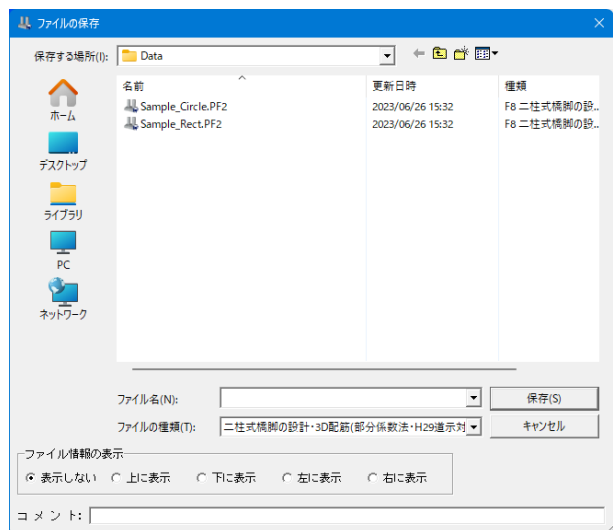 ファイルの保存
保存する場所(I): Data
名前 更新日時 種類
Sample_Circle.PF2 2023/06/26 15:32 F8 二柱式橋脚の設...
Sample_Rect.PF2 2023/06/26 15:32 F8 二柱式橋脚の設...
ホーム
デスクトップ
ライブラリ
PC
ネットワーク
ファイル名(N): 保存(S)
ファイルの種類(T): 二柱式橋脚の設計・3D配筋(部分係数法・H29道示対 キャンセル
ファイル情報の表示
表示しない 上に表示 下に表示 左に表示 右に表示
コメント: